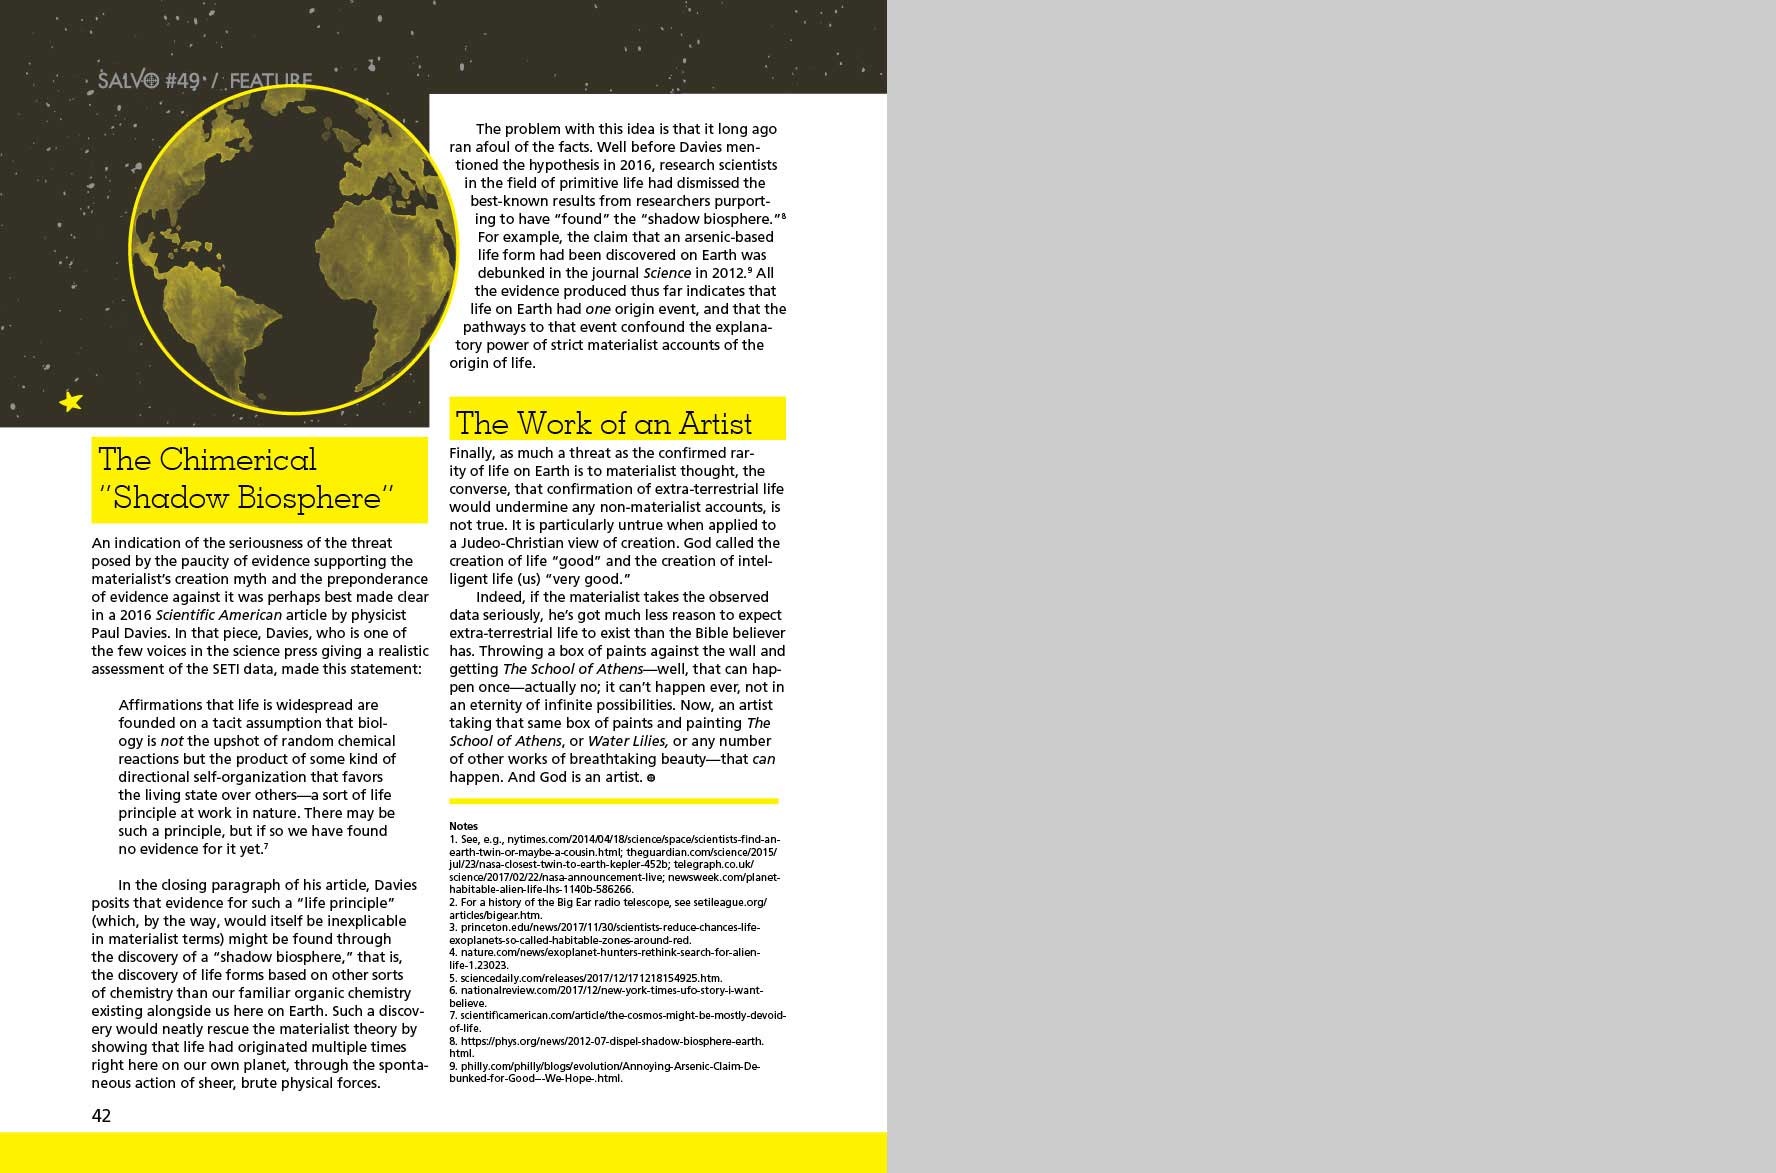 SALVO #49 / FEATURE
The Chimerical
"Shadow Biosphere"
An indication of the seriousness of the threat
posed by the paucity of evidence supporting the
materialist's creation myth and the preponderance
of evidence against it was perhaps best made clear
in a 2016 Scientific American article by physicist
Paul Davies. In that piece, Davies, who is one of
the few voices in the science press giving a realistic
assessment of the SETI data, made this statement:
Affirmations that life is widespread are
founded on a tacit assumption that biol-
ogy is not the upshot of random chemical
reactions but the product of some kind of
directional self-organization that favors
the living state over others—a sort of life
principle at work in nature. There may be
such a principle, but if so we have found
no evidence for it yet.7
In the closing paragraph of his article, Davies
posits that evidence for such a “life principle”
(which, by the way, would itself be inexplicable
in materialist terms) might be found through
the discovery of a “shadow biosphere,” that is,
the discovery of life forms based on other sorts
of chemistry than our familiar organic chemistry
existing alongside us here on Earth. Such a discov-
ery would neatly rescue the materialist theory by
showing that life had originated multiple times
right here on our own planet, through the sponta-
neous action of sheer, brute physical forces.
The problem with this idea is that it long ago
ran afoul of the facts. Well before Davies men-
tioned the hypothesis in 2016, research scientists
in the field of primitive life had dismissed the
best-known results from researchers purport-
ing to have “found” the “shadow biosphere.”8
For example, the claim that an arsenic-based
life form had been discovered on Earth was
debunked in the journal Science in 2012.9 All
the evidence produced thus far indicates that
life on Earth had one origin event, and that the
pathways to that event confound the explana-
tory power of strict materialist accounts of the
origin of life.
The Work of an Artist
Finally, as much a threat as the confirmed rar-
ity of life on Earth is to materialist thought, the
converse, that confirmation of extra-terrestrial life
would undermine any non-materialist accounts, is
not true. It is particularly untrue when applied to
a Judeo-Christian view of creation. God called the
creation of life “good” and the creation of intel-
ligent life (us) “very good.”
Indeed, if the materialist takes the observed
data seriously, he’s got much less reason to expect
extra-terrestrial life to exist than the Bible believer
has. Throwing a box of paints against the wall and
getting The School of Athens—well, that can hap-
pen once—actually no; it can’t happen ever, not in
an eternity of infinite possibilities. Now, an artist
taking that same box of paints and painting The
School of Athens, or Water Lilies, or any number
of other works of breathtaking beauty—that can
happen. And God is an artist.
Notes
1. See, e.g., nytimes.com/2014/04/18/science/space/scientists-find-an-
earth-twin-or-maybe-a-cousin.html; theguardian.com/science/2015/
jul/23/nasa-closest-twin-to-earth-kepler-452b; telegraph.co.uk/
science/2017/02/22/nasa-announcement-live; newsweek.com/planet-
habitable-alien-life-lhs-1140b-586266.
2. For a history of the Big Ear radio telescope, see setileague.org/
articles/bigear.htm.
3. princeton.edu/news/2017/11/30/scientists-reduce-chances-life-
exoplanets-so-called-habitable-zones-around-red.
4. nature.com/news/exoplanet-hunters-rethink-search-for-alien-
life-1.23023.
5. sciencedaily.com/releases/2017/12/171218154925.htm.
6. nationalreview.com/2017/12/new-york-times-ufo-story-i-want-
believe.
7. scientificamerican.com/article/the-cosmos-might-be-mostly-devoid-
of-life.
8. https://phys.org/news/2012-07-dispel-shadow-biosphere-earth.
html.
9. philly.com/philly/blogs/evolution/Annoying-Arsenic-Claim-De-
bunked-for-Good---We-Hope-.html.
42